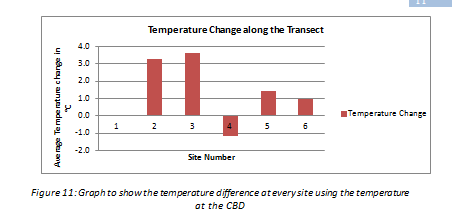 11
Temperature Change along the Transect
Average Temperature change in
°C
4.0
3.0
2.0
1.0
0.0
-1.0
-2.0
1 2 3 4 5 6
Site Number
Temperature Change
Figure 11: Graph to show the temperature difference at every site using the temperature
at the CBD